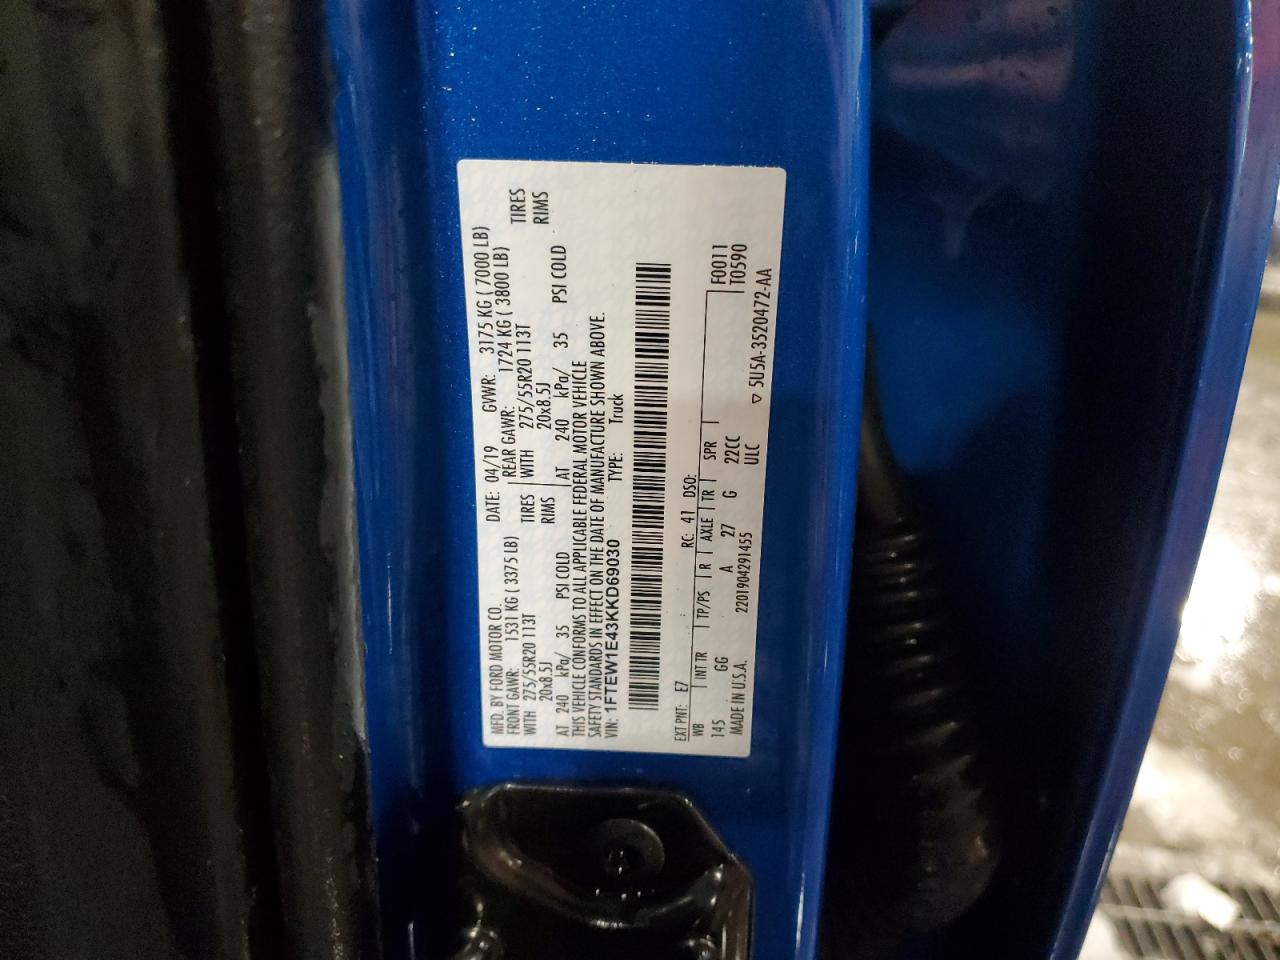 MFD. BY FORD MOTOR CO. DATE: 04/19 GVWR: 3175 KG ( 7000 LB)
FRONT GAWR: 1531 KG ( 3375 LB) REAR GAWR: 1724 KG ( 3800 LB)
WITH 275/55R20 113T TIRES WITH 275/55R20 113T TIRES
20x8.5J RIMS 20x8.5J RIMS
AT 240 kPa/ 35 PSI COLD AT 240 kPa/ 35 PSI COLD
THIS VEHICLE CONFORMS TO ALL APPLICABLE FEDERAL MOTOR VEHICLE
SAFETY STANDARDS IN EFFECT ON THE DATE OF MANUFACTURE SHOWN ABOVE.
VIN: 1FTEW1E43KKD69030 TYPE: Truck
EXT PNT: E7 RC: 41 DSO:
WB INT TR TP/PS R AXLE TR SPR F0011
145 GG A 27 G 22CC T0590
ULC
MADE IN U.S.A. 2201904291455 ▽ 5U5A-3520472-AA